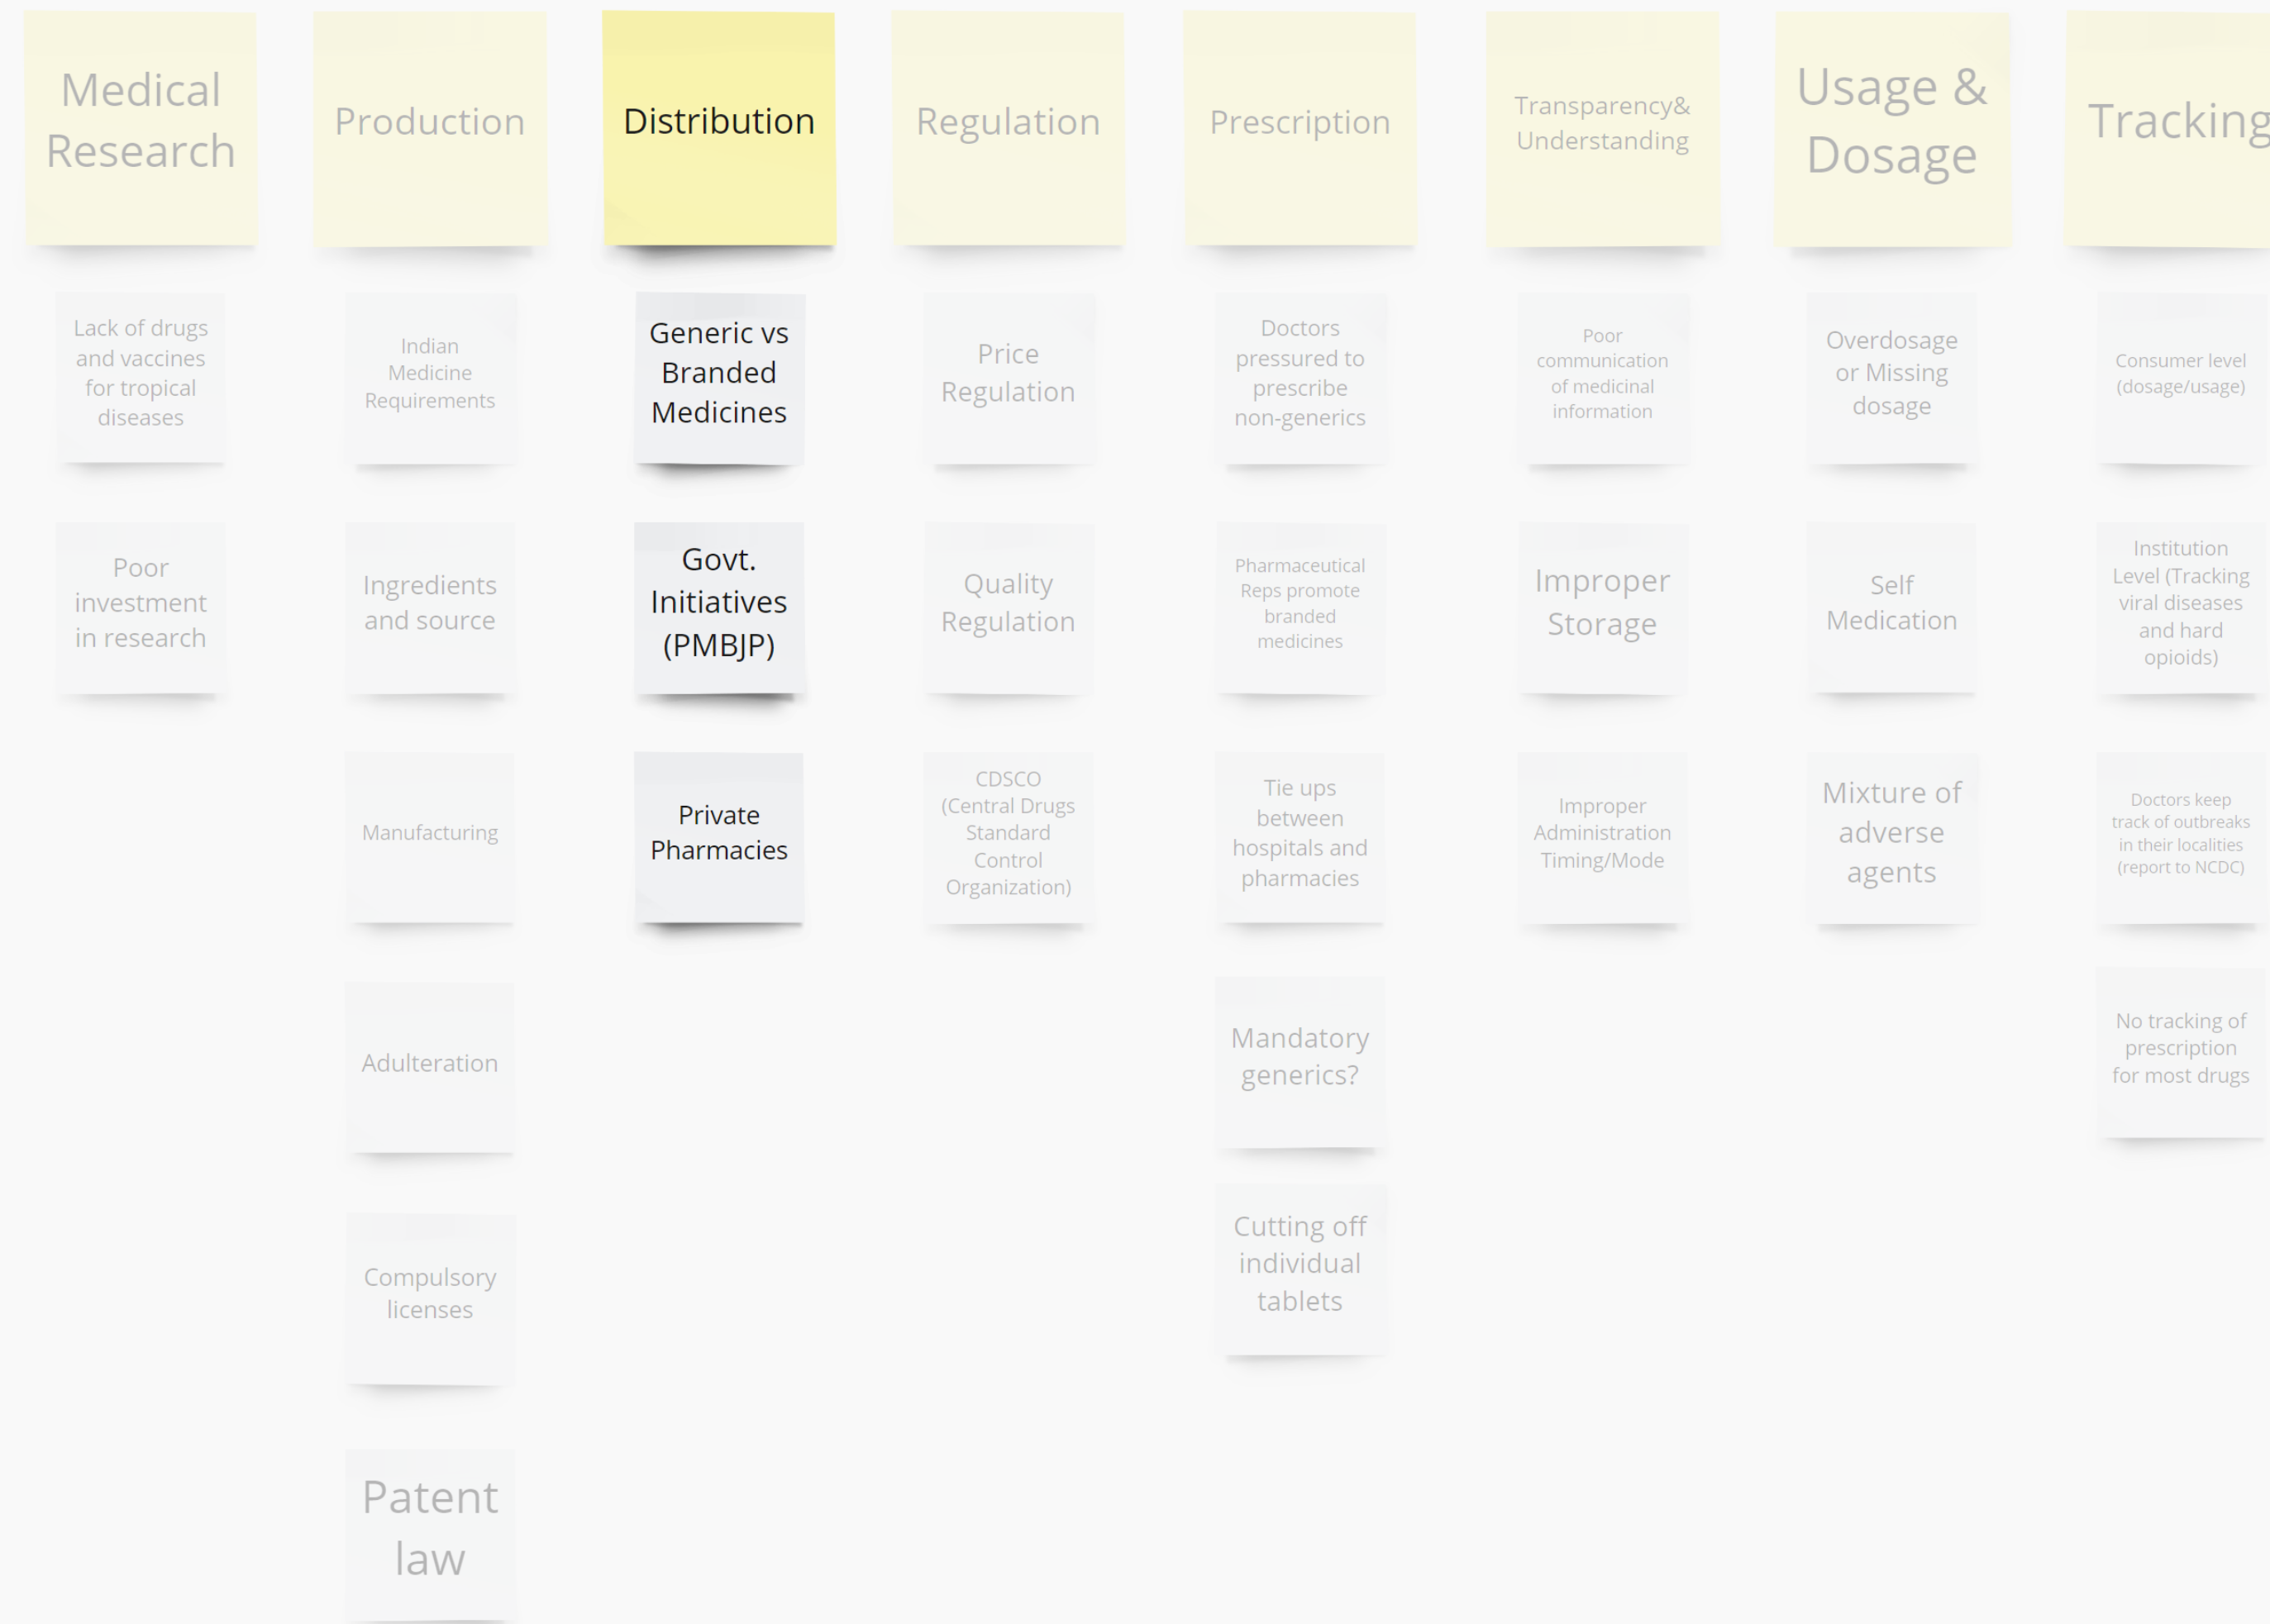 Medical
Research
Production
Distribution
Regulation
Prescription
Transparency&
Understanding
Usage &
Dosage
Tracking
Lack of drugs
and vaccines
for tropical
diseases
Indian
Medicine
Requirements
Generic vs
Branded
Medicines
Price
Regulation
Doctors
pressured to
prescribe
non-generics
Poor
communication
of medicinal
information
Overdosage
or Missing
dosage
Consumer level
(dosage/usage)
Poor
investment
in research
Ingredients
and source
Govt.
Initiatives
(PMBJP)
Quality
Regulation
Pharmaceutical
Reps promote
branded
medicines
Improper
Storage
Self
Medication
Institution
Level (Tracking
viral diseases
and hard
opioids)
Manufacturing
Private
Pharmacies
CDSCO
(Central Drugs
Standard
Control
Organization)
Tie ups
between
hospitals and
pharmacies
Improper
Administration
Timing/Mode
Mixture of
adverse
agents
Doctors keep
track of outbreaks
in their localities
(report to NCDC)
Adulteration
Mandatory
generics?
No tracking of
prescription
for most drugs
Compulsory
licenses
Cutting off
individual
tablets
Patent
law